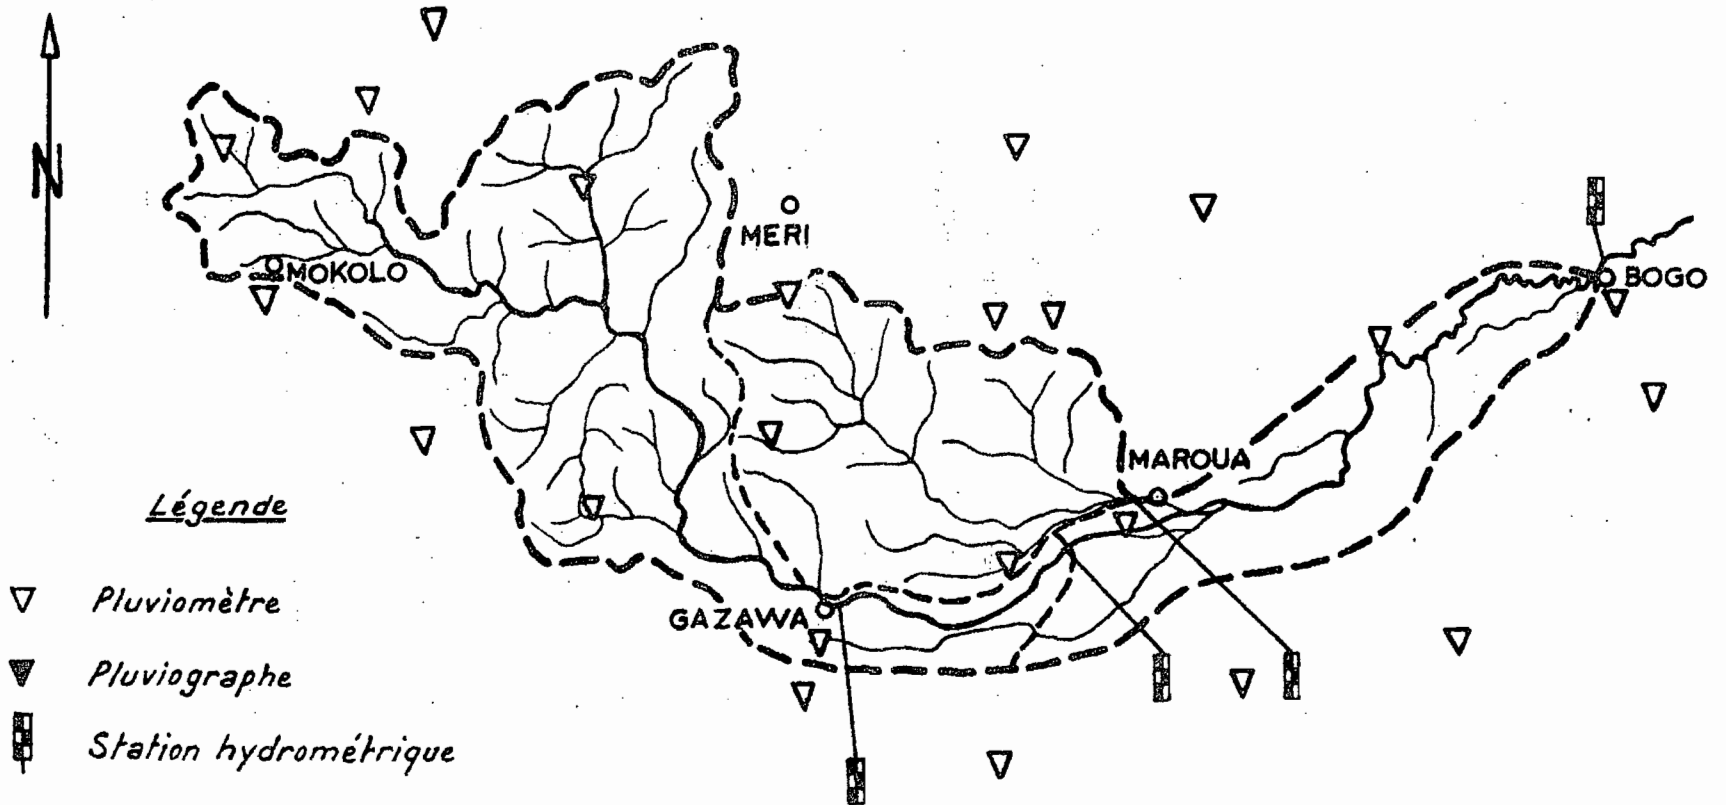 N
MERI
MOKOLO
BOGO
MAROUA
GAZAWA
Légende
Pluviomètre
Pluviographe
Station hydrométrique